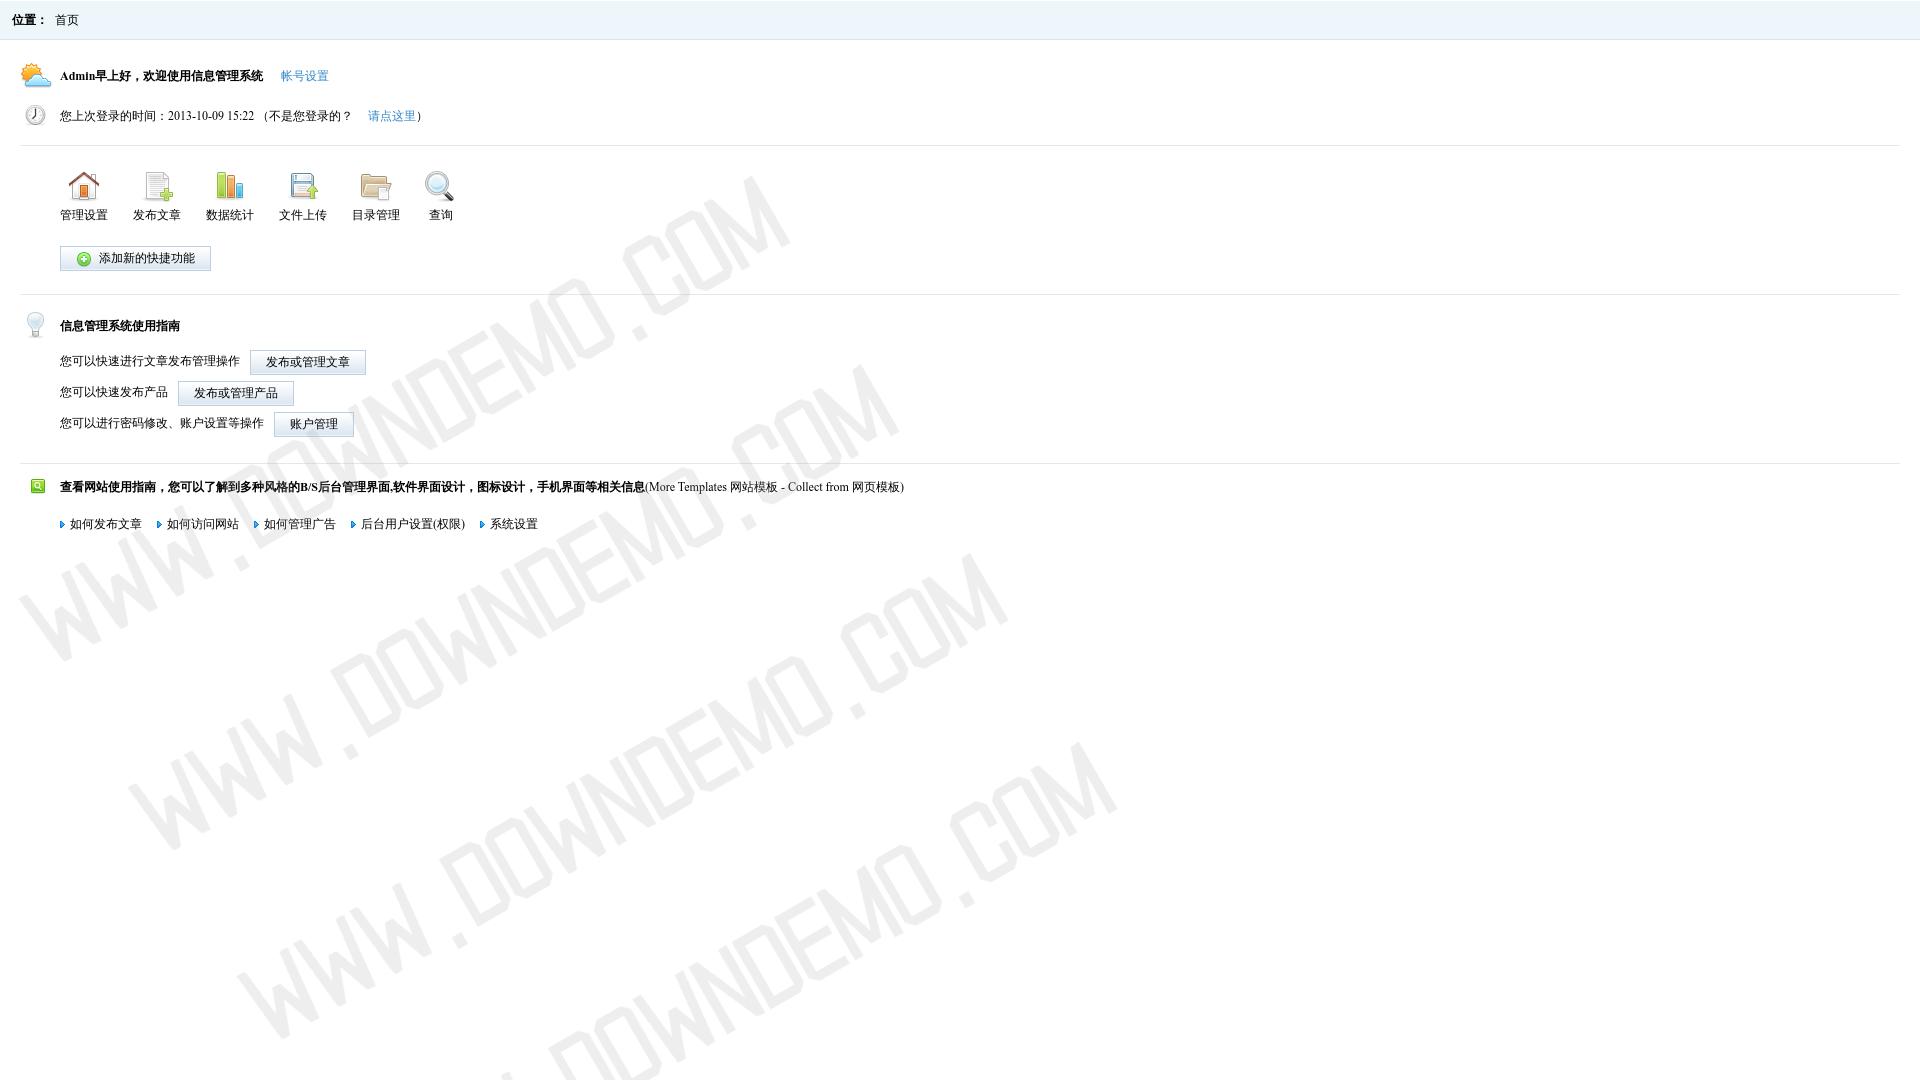 位置： 首页
Admin早上好，欢迎使用信息管理系统 帐号设置
您上次登录的时间：2013-10-09 15:22 （不是您登录的？ 请点这里）
管理设置 发布文章 数据统计 文件上传 目录管理 查询
添加新的快捷功能
信息管理系统使用指南
您可以快速进行文章发布管理操作 发布或管理文章
您可以快速发布产品 发布或管理产品
您可以进行密码修改、账户设置等操作 账户管理
查看网站使用指南，您可以了解到多种风格的B/S后台管理界面,软件界面设计，图标设计，手机界面等相关信息(More Templates 网站模板 - Collect from 网页模板)
如何发布文章 如何访问网站 如何管理广告 后台用户设置(权限) 系统设置
WWW.DOWNDEMO.COM
WWW.DOWNDEMO.COM
WWW.DOWNDEMO.COM
DOWNDEMO.COM